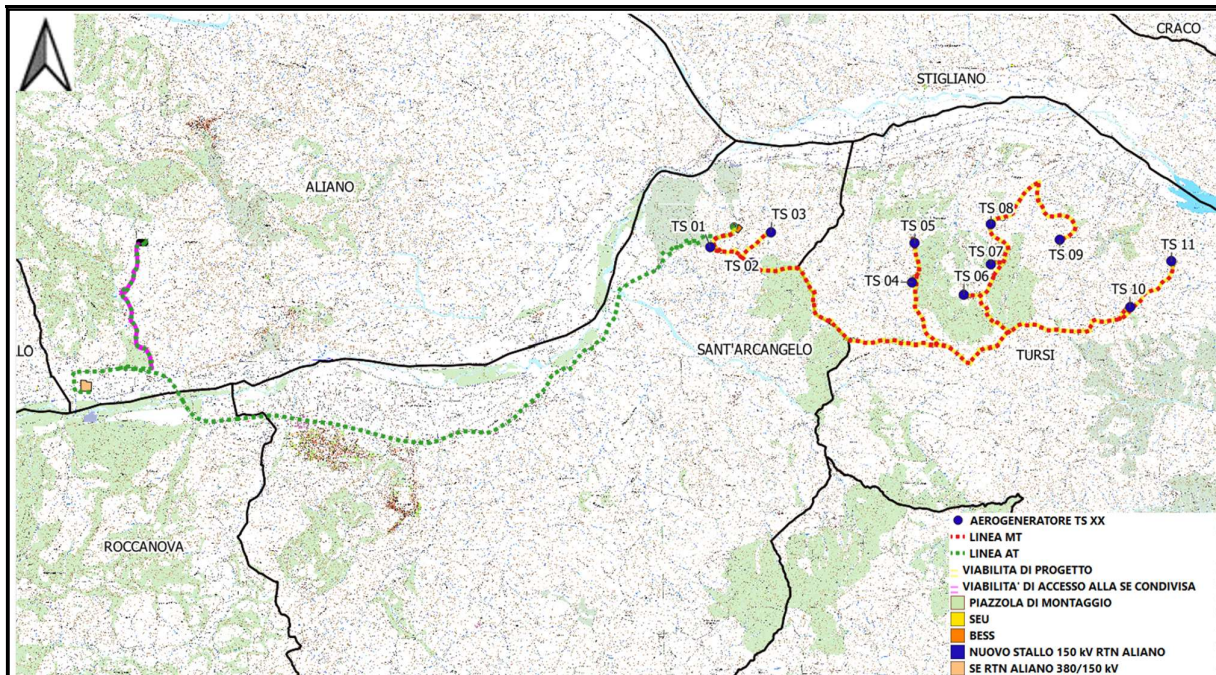 CRACO
STIGLIANO
ALIANO
TS 01
TS 03
TS 02
TS 05
TS 08
TS 07
TS 09
TS 11
TS 04
TS 06
TS 10
LO
SANT'ARCANGELO
TURSI
ROCCANOVA
AEROGENERATORE TS XX
LINEA MT
LINEA AT
VIABILITA DI PROGETTO
VIABILITA' DI ACCESSO ALLA SE CONDIVISA
PIAZZOLA DI MONTAGGIO
SEU
BESS
NUOVO STALLO 150 kV RTN ALIANO
SE RTN ALIANO 380/150 kV